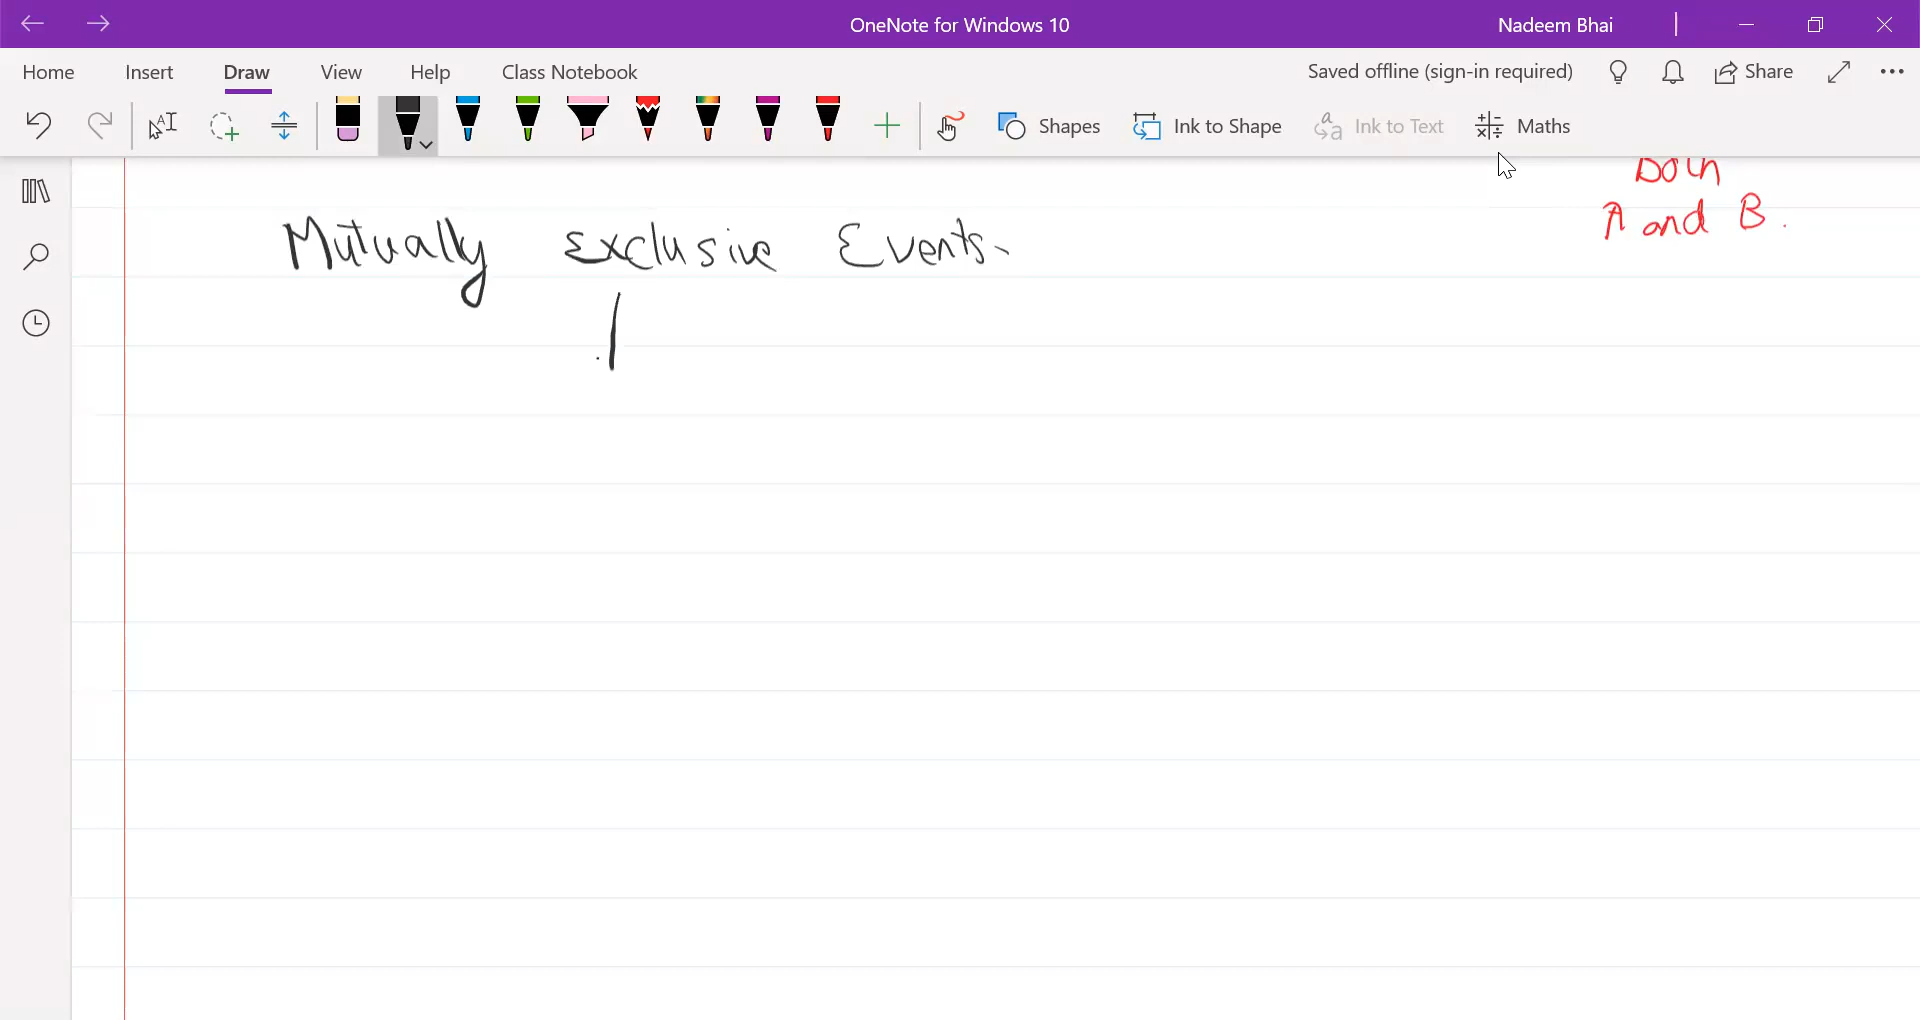 OneNote for Windows 10
Nadeem Bhai
Home Insert Draw View Help Class Notebook
Saved offline (sign-in required) Share
Shapes Ink to Shape Ink to Text Maths
Both
A and B.
Mutually Exclusive Events-